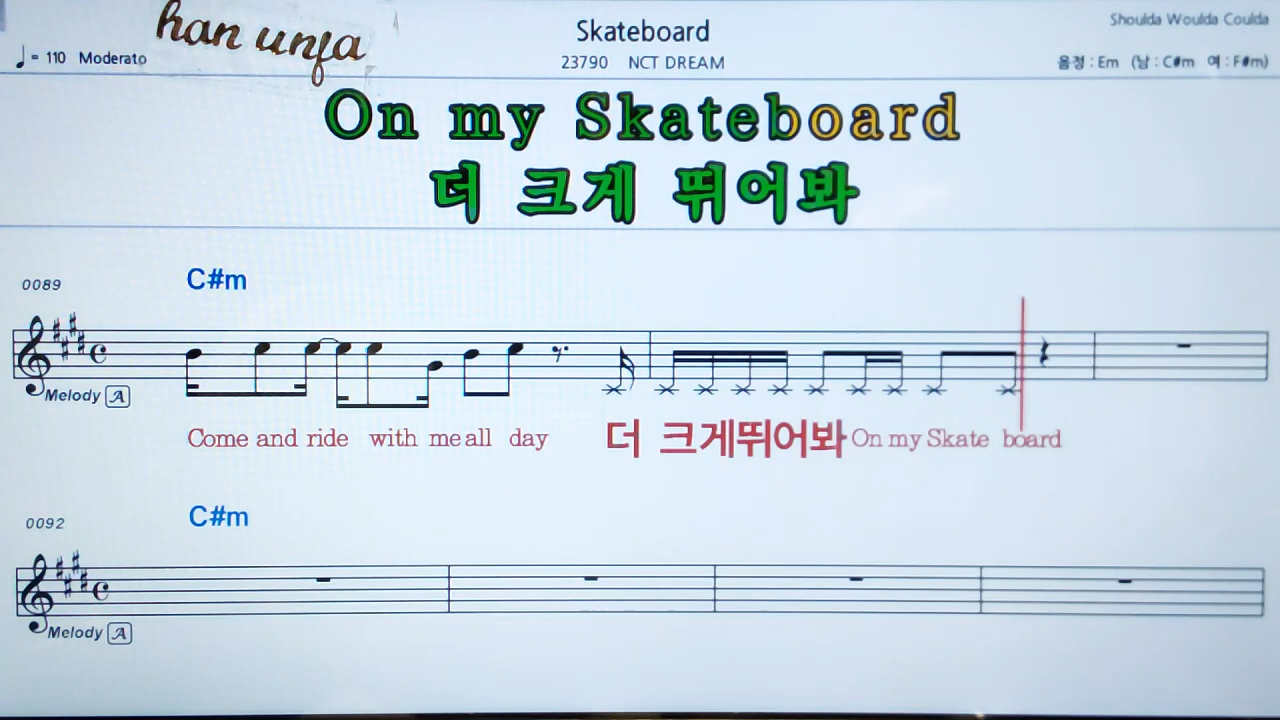 han unfa
Skateboard
Shoulda Woulda Coulda
♩= 110 Moderato
23790 NCT DREAM
음정 : Em (남 : C#m 여 : F#m)
On my Skateboard
더 크게 뛰어봐
0089
C#m
Melody A
Come and ride with me all day 더 크게뛰어봐 On my Skate board
0092
C#m
Melody A